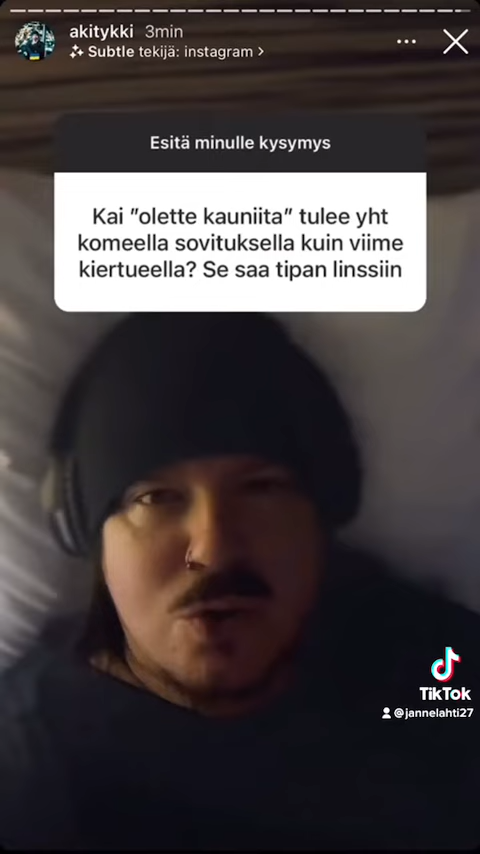 akitykki 3min
Subtle tekijä: instagram >
Esitä minulle kysymys
Kai "olette kauniita" tulee yht
komeella sovituksella kuin viime
kiertueella? Se saa tipan linssiin
TikTok
@jannelahti27